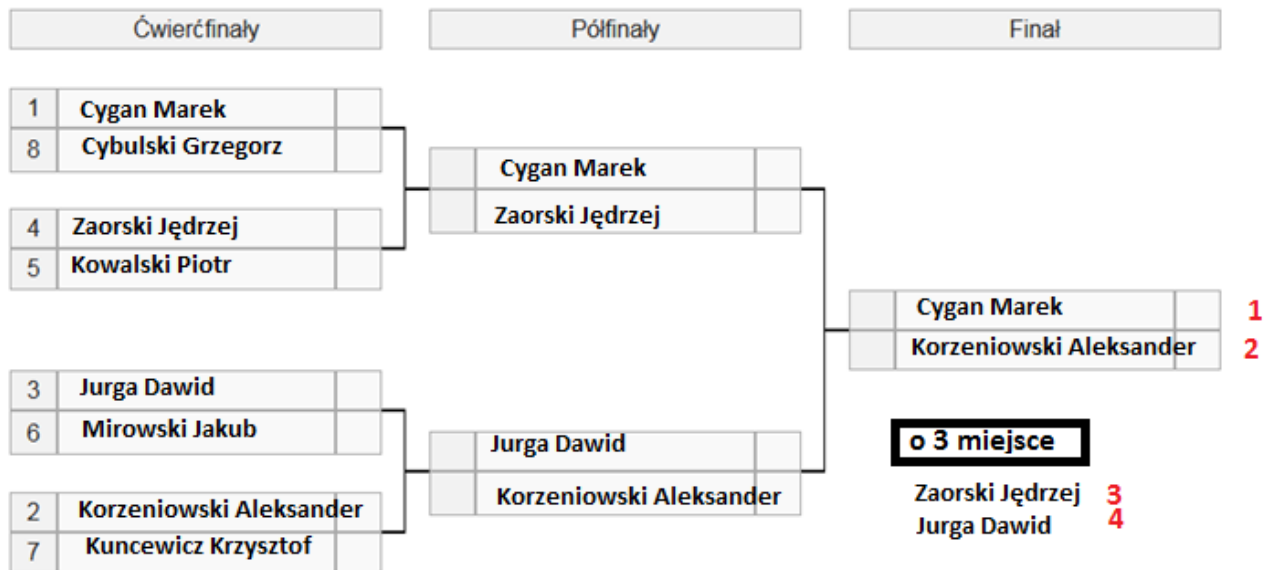 Ćwierćfinały
Półfinały
Finał
1 Cygan Marek
8 Cybulski Grzegorz
4 Zaorski Jędrzej
5 Kowalski Piotr
3 Jurga Dawid
6 Mirowski Jakub
2 Korzeniowski Aleksander
7 Kuncewicz Krzysztof
Cygan Marek
Zaorski Jędrzej
Jurga Dawid
Korzeniowski Aleksander
Cygan Marek 1
Korzeniowski Aleksander 2
o 3 miejsce
Zaorski Jędrzej 3
Jurga Dawid 4